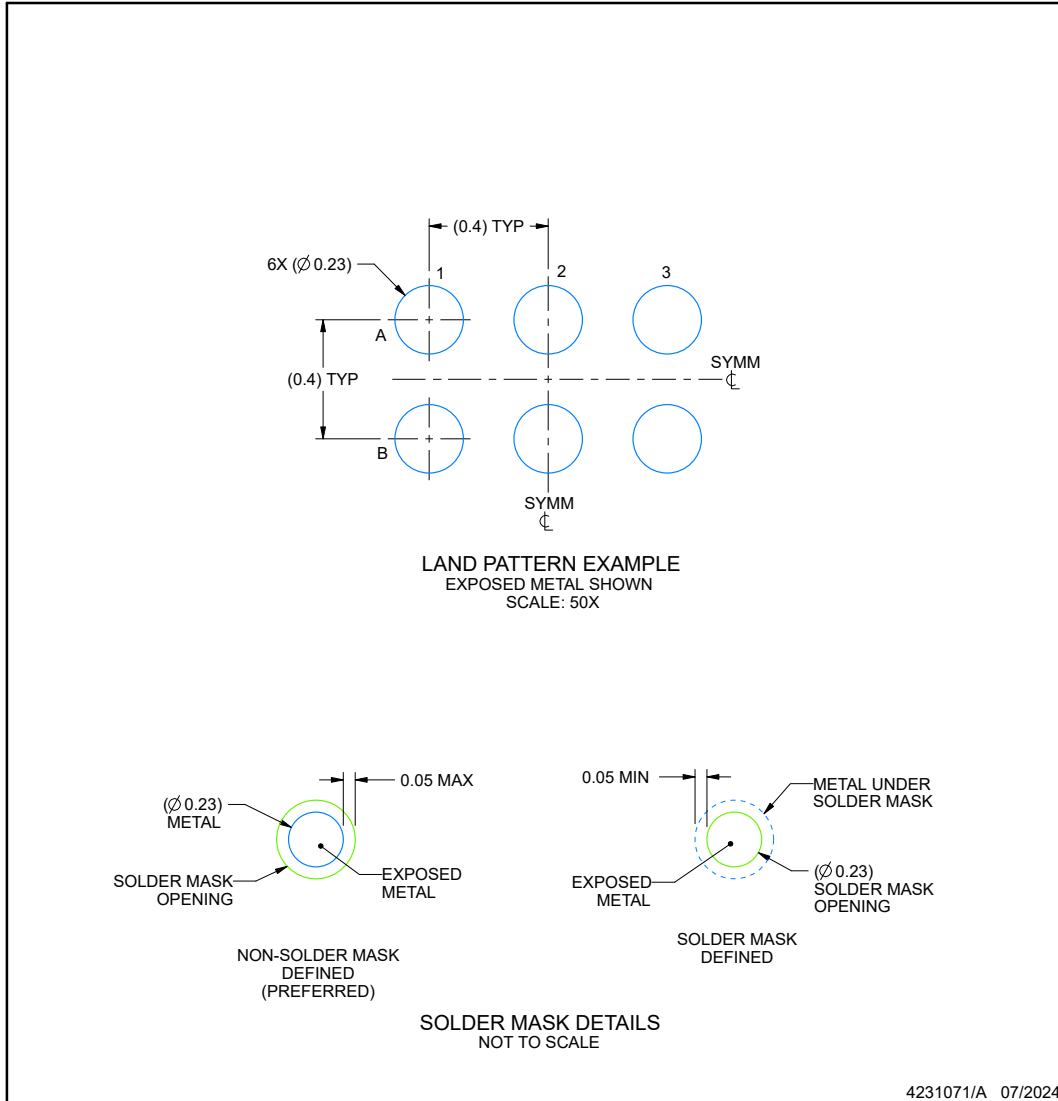 (0.4) TYP
6X (∅ 0.23)
1
2
3
A
(0.4) TYP
SYMM
℄
B
SYMM
℄
LAND PATTERN EXAMPLE
EXPOSED METAL SHOWN
SCALE: 50X
0.05 MAX
(∅ 0.23)
METAL
SOLDER MASK
OPENING
EXPOSED
METAL
NON-SOLDER MASK
DEFINED
(PREFERRED)
0.05 MIN
METAL UNDER
SOLDER MASK
EXPOSED
METAL
(∅ 0.23)
SOLDER MASK
OPENING
SOLDER MASK
DEFINED
SOLDER MASK DETAILS
NOT TO SCALE
4231071/A 07/2024